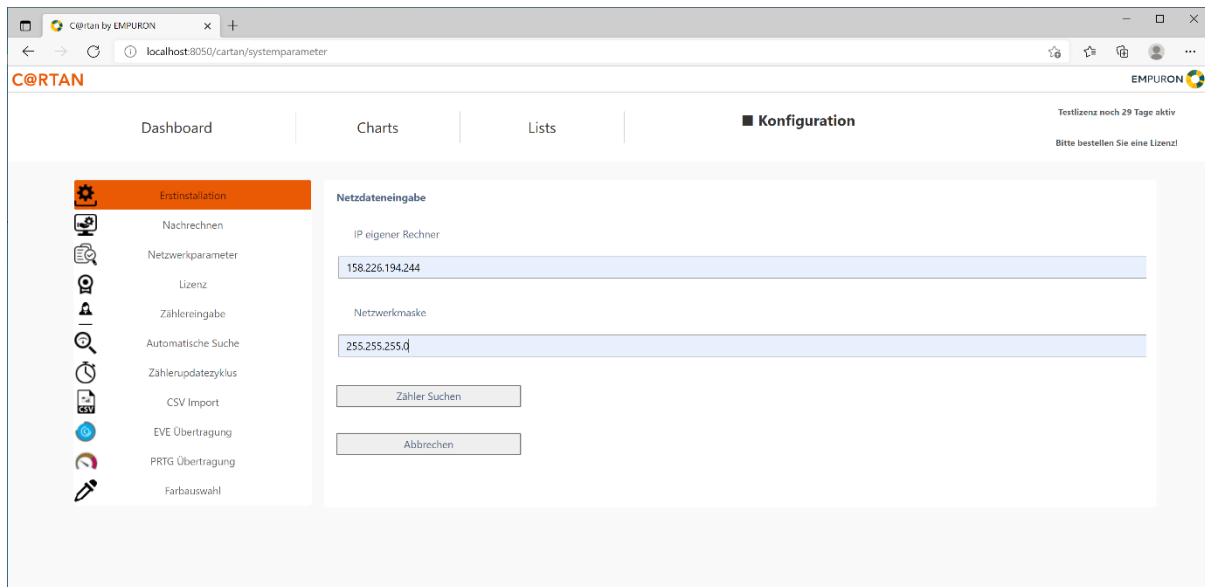 C@rtan by EMPURON
localhost:8050/cartan/systemparameter
C@RTAN
EMPURON
Dashboard
Charts
Lists
Konfiguration
Testlizenz noch 29 Tage aktiv
Bitte bestellen Sie eine Lizenz!
Erstinstallation
Nachrechnen
Netzwerkparameter
Lizenz
Zählereingabe
Automatische Suche
Zählerupdatezyklus
CSV Import
CSV
EVE Übertragung
PRTG Übertragung
Farbauswahl
Netzdateneingabe
IP eigener Rechner
158.226.194.244
Netzwerkmaske
255.255.255.0
Zähler Suchen
Abbrechen